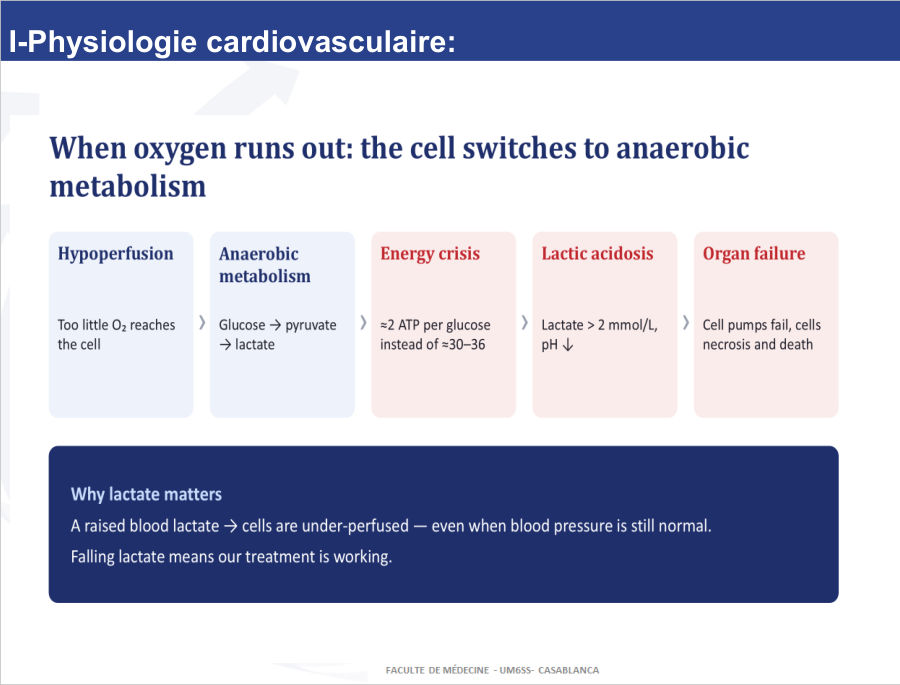 I-Physiologie cardiovasculaire:
When oxygen runs out: the cell switches to anaerobic
metabolism
Hypoperfusion
Too little O₂ reaches
the cell
Anaerobic
metabolism
Glucose → pyruvate
→ lactate
Energy crisis
≈2 ATP per glucose
instead of ≈30–36
Lactic acidosis
Lactate > 2 mmol/L,
pH ↓
Organ failure
Cell pumps fail, cells
necrosis and death
Why lactate matters
A raised blood lactate → cells are under-perfused — even when blood pressure is still normal.
Falling lactate means our treatment is working.
FACULTE DE MÉDECINE - UM6SS- CASABLANCA